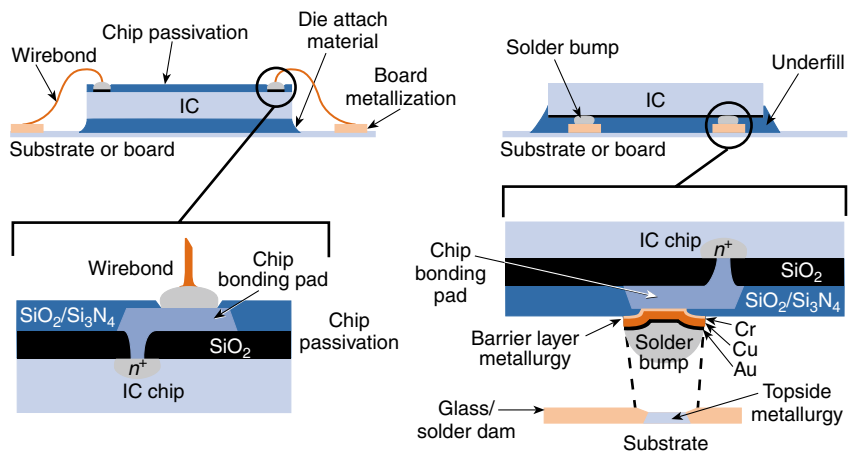 Die attach
material
Chip passivation
Wirebond
Board
metallization
IC
Substrate or board
Wirebond
Chip
bonding pad
SiO₂/Si₃N₄
Chip
passivation
SiO₂
n⁺
IC chip
Solder bump
Underfill
IC
Substrate or board
IC chip
n⁺
Chip
bonding
pad
SiO₂
SiO₂/Si₃N₄
Barrier layer
metallurgy
Cr
Cu
Au
Solder
bump
Glass/
solder dam
Topside
metallurgy
Substrate